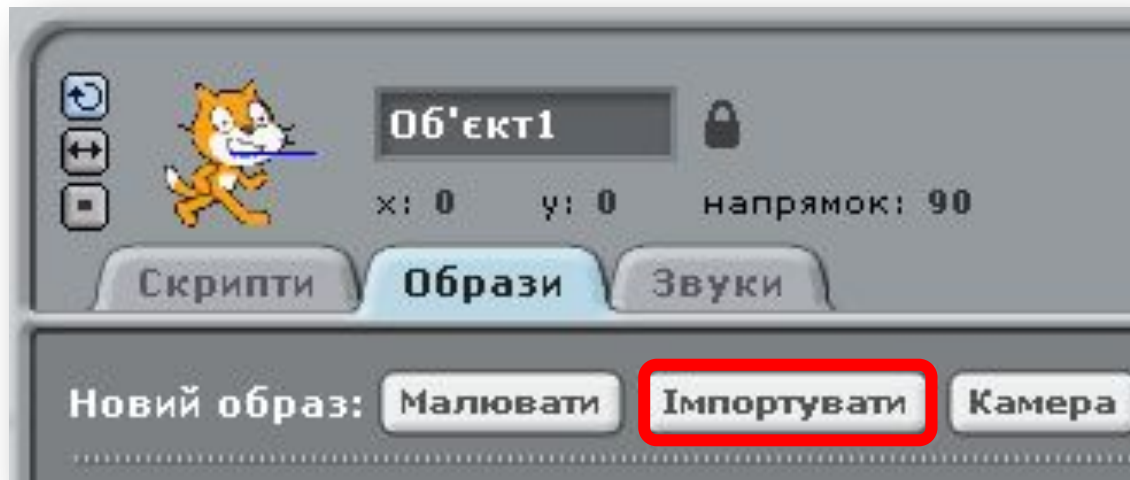 Об'єкт1
x: 0 y: 0 напрямок: 90
Скрипти Образи Звуки
Новий образ: Малювати Імпортувати Камера